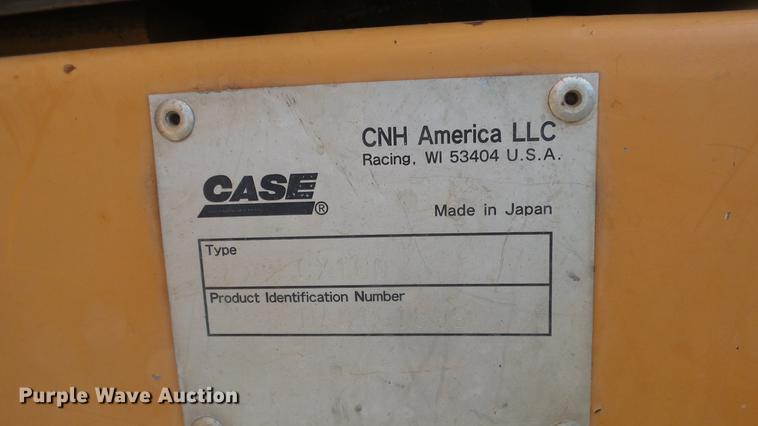 CNH America LLC
Racing, WI 53404 U.S.A.
CASE®
Made in Japan
Type
Product Identification Number
Purple Wave Auction®